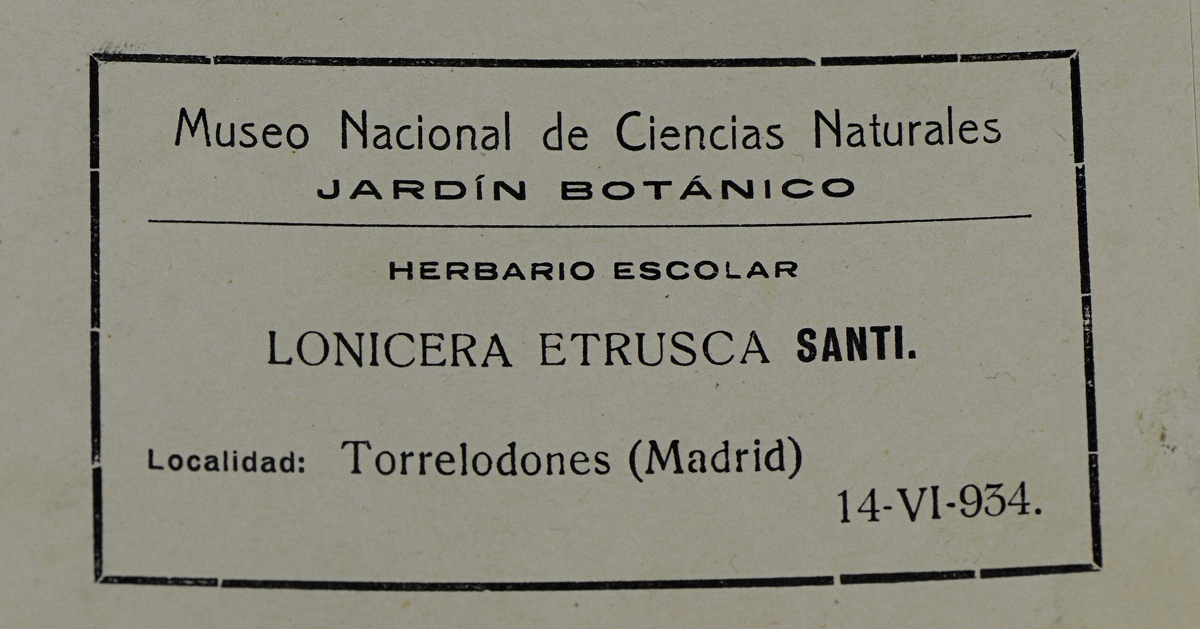 Museo Nacional de Ciencias Naturales
JARDÍN BOTÁNICO
HERBARIO ESCOLAR
LONICERA ETRUSCA SANTI.
Localidad: Torrelodones (Madrid)
14-VI-934.